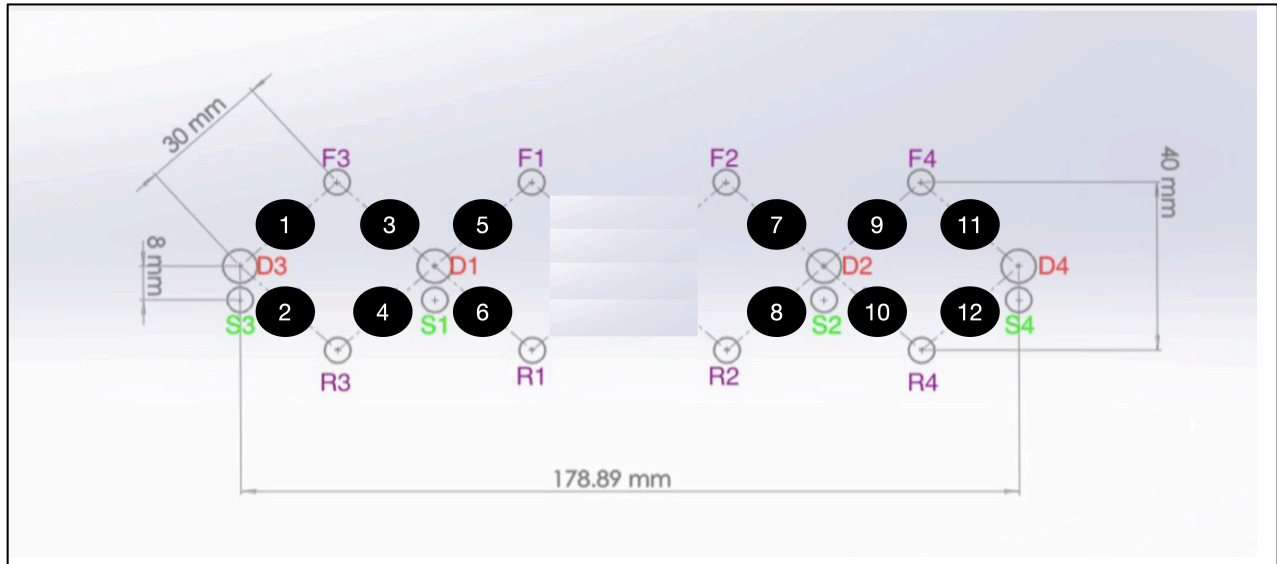 30 mm
F3 F1 F2 F4
40 mm
1 3 5 7 9 11
8 mm
D3 D1 D2 D4
2 4 6 8 10 12
S3 S1 S2 S4
R3 R1 R2 R4
178.89 mm